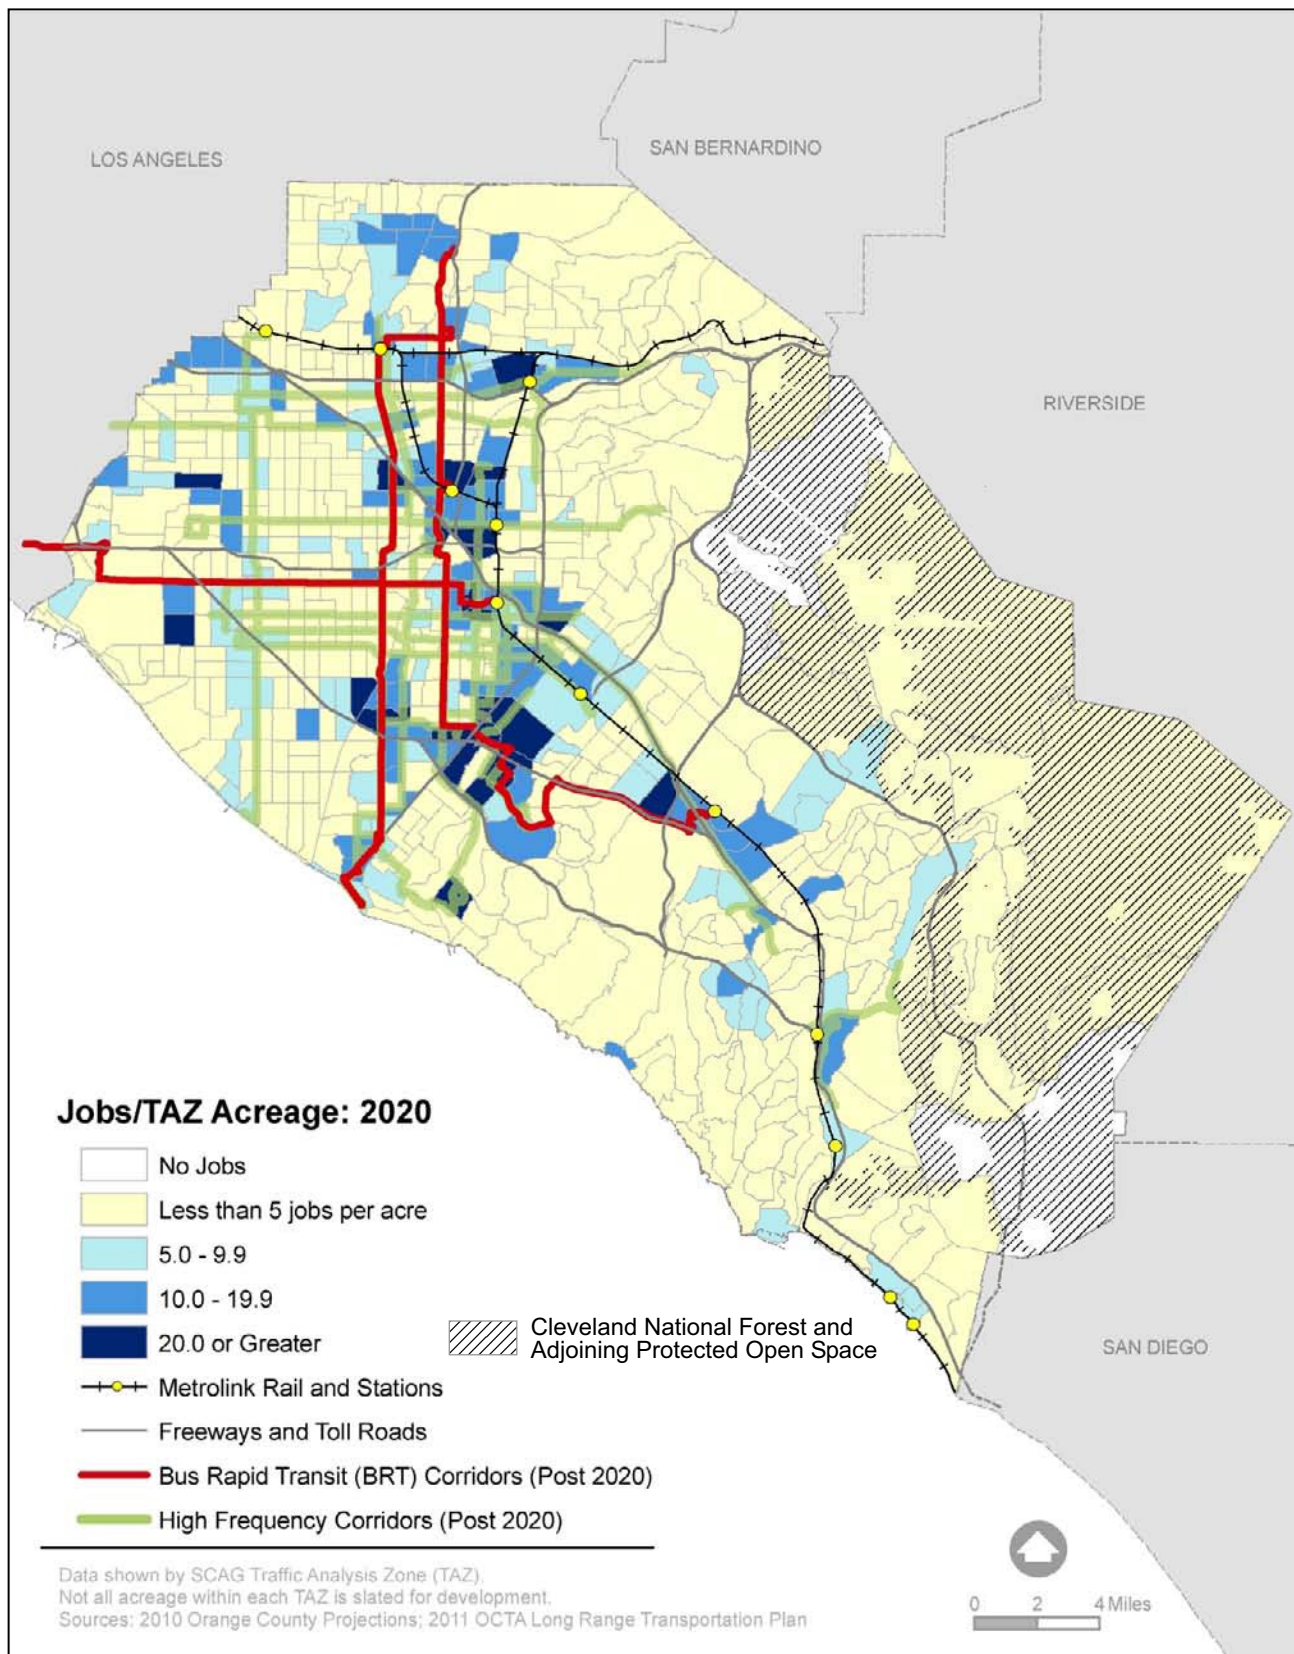 LOS ANGELES
SAN BERNARDINO
RIVERSIDE
Jobs/TAZ Acreage: 2020
No Jobs
Less than 5 jobs per acre
5.0 - 9.9
10.0 - 19.9
20.0 or Greater
Cleveland National Forest and
Adjoining Protected Open Space
SAN DIEGO
Metrolink Rail and Stations
Freeways and Toll Roads
Bus Rapid Transit (BRT) Corridors (Post 2020)
High Frequency Corridors (Post 2020)
Data shown by SCAG Traffic Analysis Zone (TAZ).
Not all acreage within each TAZ is slated for development.
Sources: 2010 Orange County Projections; 2011 OCTA Long Range Transportation Plan
0 2 4 Miles